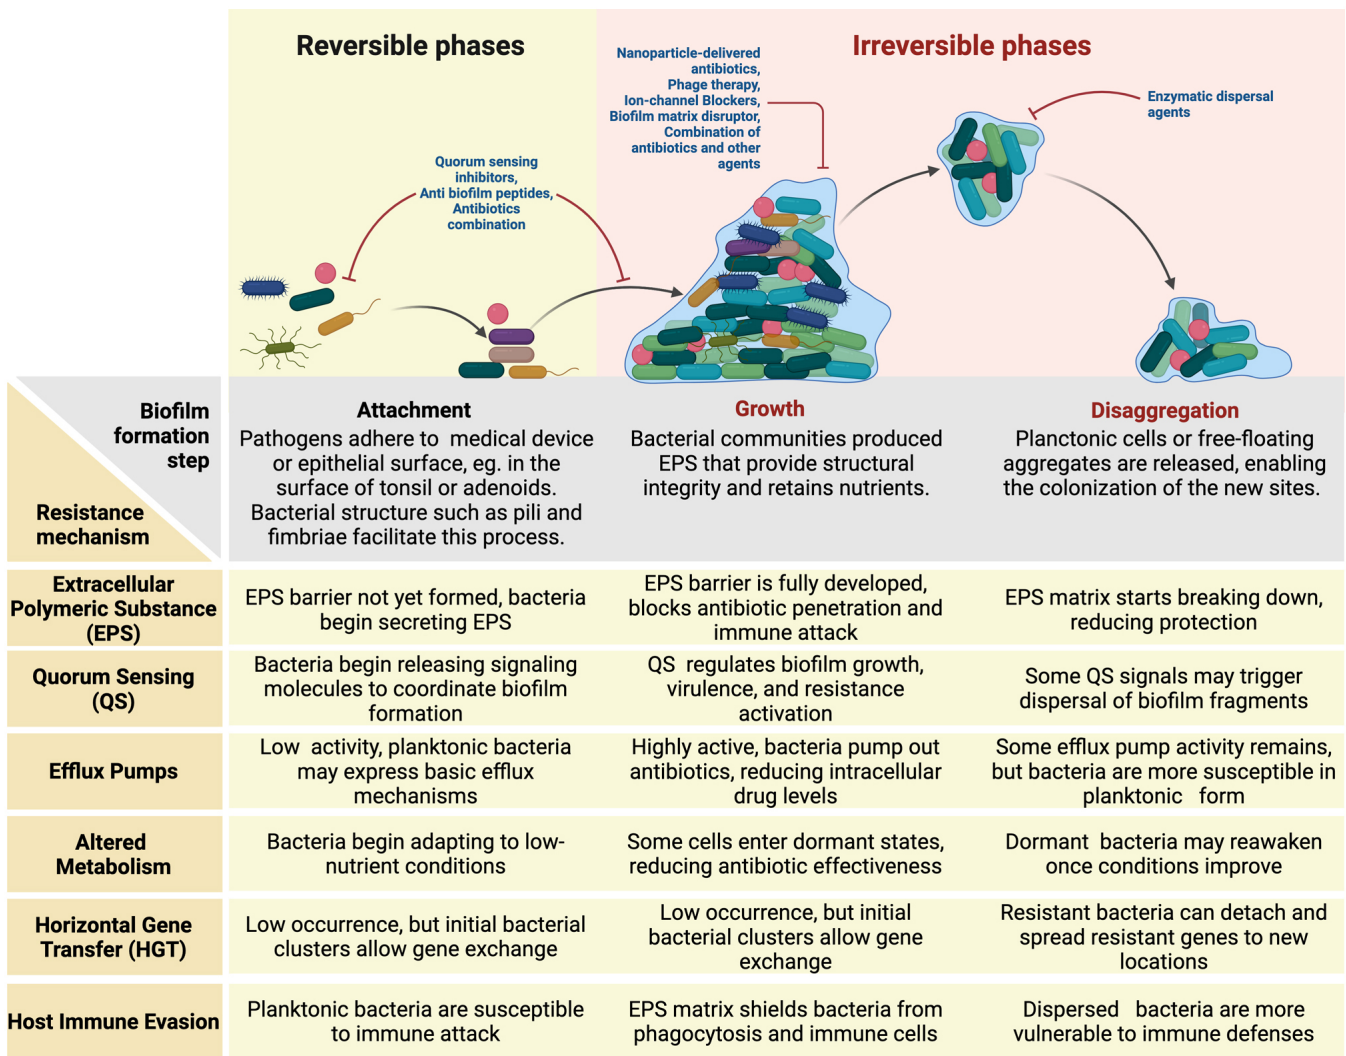 Reversible phases
Irreversible phases
Nanoparticle-delivered
antibiotics,
Phage therapy,
Ion-channel Blockers,
Biofilm matrix disruptor,
Combination of
antibiotics and other
agents
Enzymatic dispersal
agents
Quorum sensing
inhibitors,
Anti biofilm peptides,
Antibiotics
combination
Biofilm
formation
step
Resistance
mechanism
Attachment
Pathogens adhere to medical device
or epithelial surface, eg. in the
surface of tonsil or adenoids.
Bacterial structure such as pili and
fimbriae facilitate this process.
Growth
Bacterial communities produced
EPS that provide structural
integrity and retains nutrients.
Disaggregation
Planctonic cells or free-floating
aggregates are released, enabling
the colonization of the new sites.
Extracellular
Polymeric Substance
(EPS)
EPS barrier not yet formed, bacteria
begin secreting EPS
EPS barrier is fully developed,
blocks antibiotic penetration and
immune attack
EPS matrix starts breaking down,
reducing protection
Quorum Sensing
(QS)
Bacteria begin releasing signaling
molecules to coordinate biofilm
formation
QS regulates biofilm growth,
virulence, and resistance
activation
Some QS signals may trigger
dispersal of biofilm fragments
Efflux Pumps
Low activity, planktonic bacteria
may express basic efflux
mechanisms
Highly active, bacteria pump out
antibiotics, reducing intracellular
drug levels
Some efflux pump activity remains,
but bacteria are more susceptible in
planktonic form
Altered
Metabolism
Bacteria begin adapting to low-
nutrient conditions
Some cells enter dormant states,
reducing antibiotic effectiveness
Dormant bacteria may reawaken
once conditions improve
Horizontal Gene
Transfer (HGT)
Low occurrence, but initial bacterial
clusters allow gene exchange
Low occurrence, but initial
bacterial clusters allow gene
exchange
Resistant bacteria can detach and
spread resistant genes to new
locations
Host Immune Evasion
Planktonic bacteria are susceptible
to immune attack
EPS matrix shields bacteria from
phagocytosis and immune cells
Dispersed bacteria are more
vulnerable to immune defenses